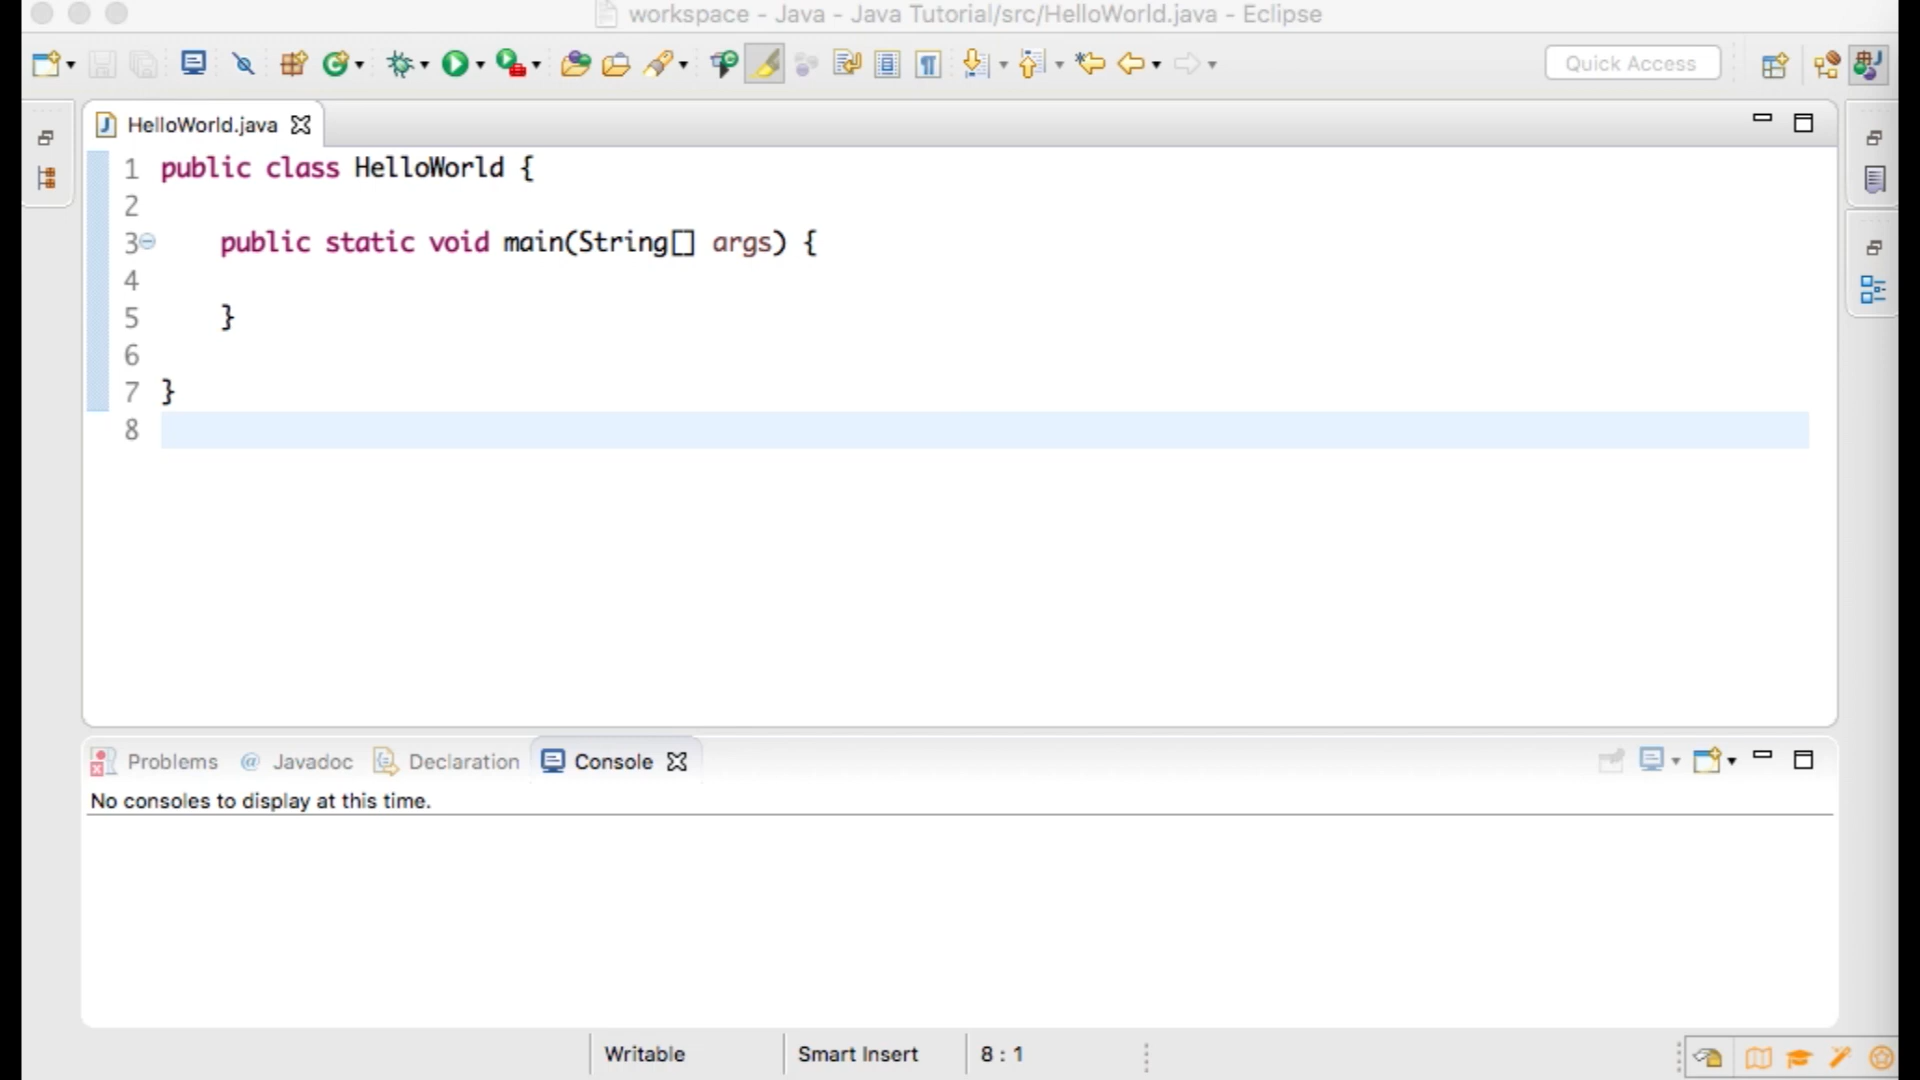 workspace - Java - Java Tutorial/src/HelloWorld.java - Eclipse
Quick Access
HelloWorld.java
1 public class HelloWorld {
2
3 public static void main(String[] args) {
4
5 }
6
7 }
8
Problems @ Javadoc Declaration Console
No consoles to display at this time.
Writable Smart Insert 8 : 1